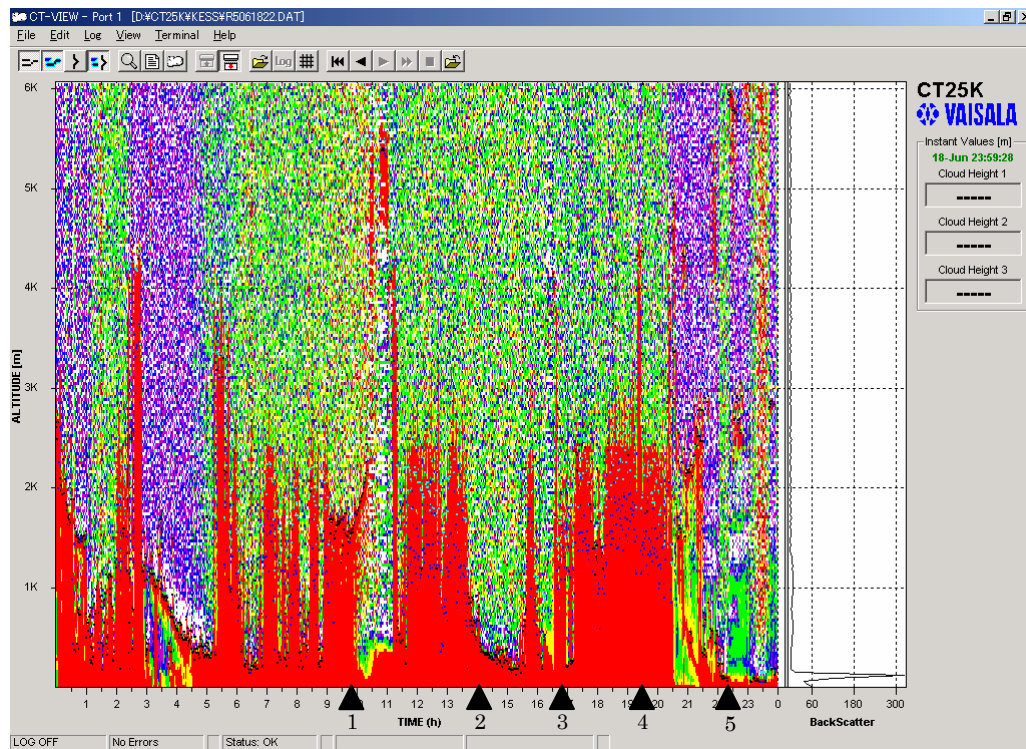 CT-VIEW - Port 1 [D:¥CT25K¥KESS¥R5061822.DAT]
File Edit Log View Terminal Help
Log
6K
5K
4K
3K
2K
1K
ALTITUDE [m]
1 2 3 4 5 6 7 8 9 11 12 13 15 16 18 19 20 21 23 0
60 180 300
1 2 3 4 5
TIME (h)
BackScatter
CT25K
VAISALA
Instant Values [m]
18-Jun 23:59:28
Cloud Height 1
-----
Cloud Height 2
-----
Cloud Height 3
-----
LOG OFF No Errors Status: OK